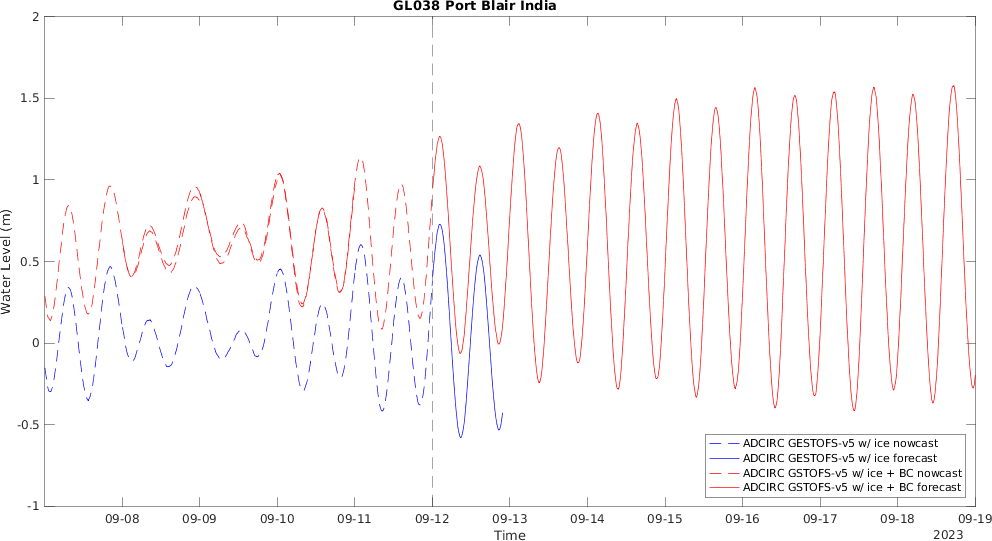 GL038 Port Blair India
2
1.5
1
0.5
0
-0.5
-1
Water Level (m)
ADCIRC GESTOFS-v5 w/ ice nowcast
ADCIRC GESTOFS-v5 w/ ice forecast
ADCIRC GSTOFS-v5 w/ ice + BC nowcast
ADCIRC GSTOFS-v5 w/ ice + BC forecast
09-08 09-09 09-10 09-11 09-12 09-13 09-14 09-15 09-16 09-17 09-18 09-19
Time
2023